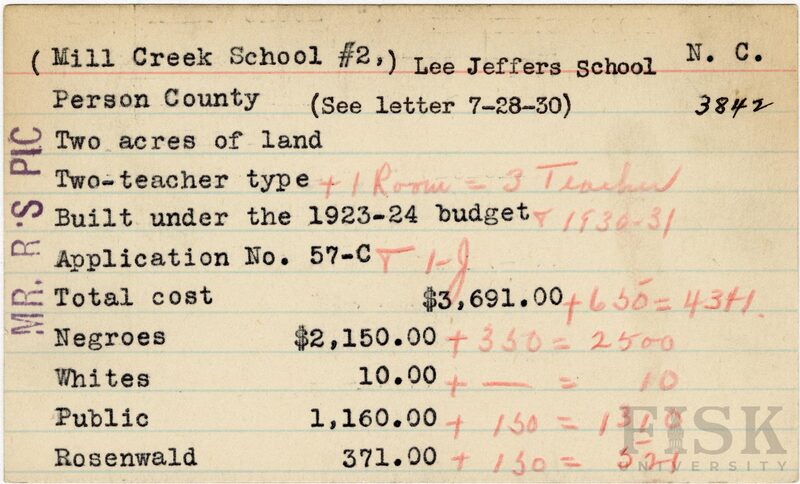 ( Mill Creek School #2,) Lee Jeffers School N. C.
Person County (See letter 7-28-30) 3842
Two acres of land
Two-teacher type + 1 Room = 3 Teacher
Built under the 1923-24 budget + 1930-31
Application No. 57-C + 1-J
Total cost $3,691.00 + 650 = 4341.
Negroes $2,150.00 + 350 = 2500
Whites 10.00 + — = 10
Public 1,160.00 + 150 = 1310
Rosenwald 371.00 + 150 = 521
MR. R'S PIC
FISK
UNIVERSITY